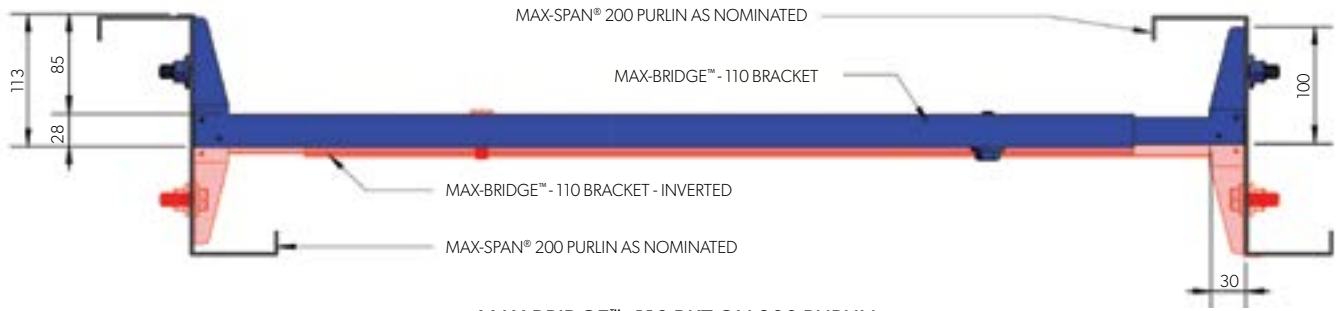 MAX-SPAN® 200 PURLIN AS NOMINATED
MAX-BRIDGE™ - 110 BRACKET
113
85
28
100
MAX-BRIDGE™ - 110 BRACKET - INVERTED
MAX-SPAN® 200 PURLIN AS NOMINATED
30